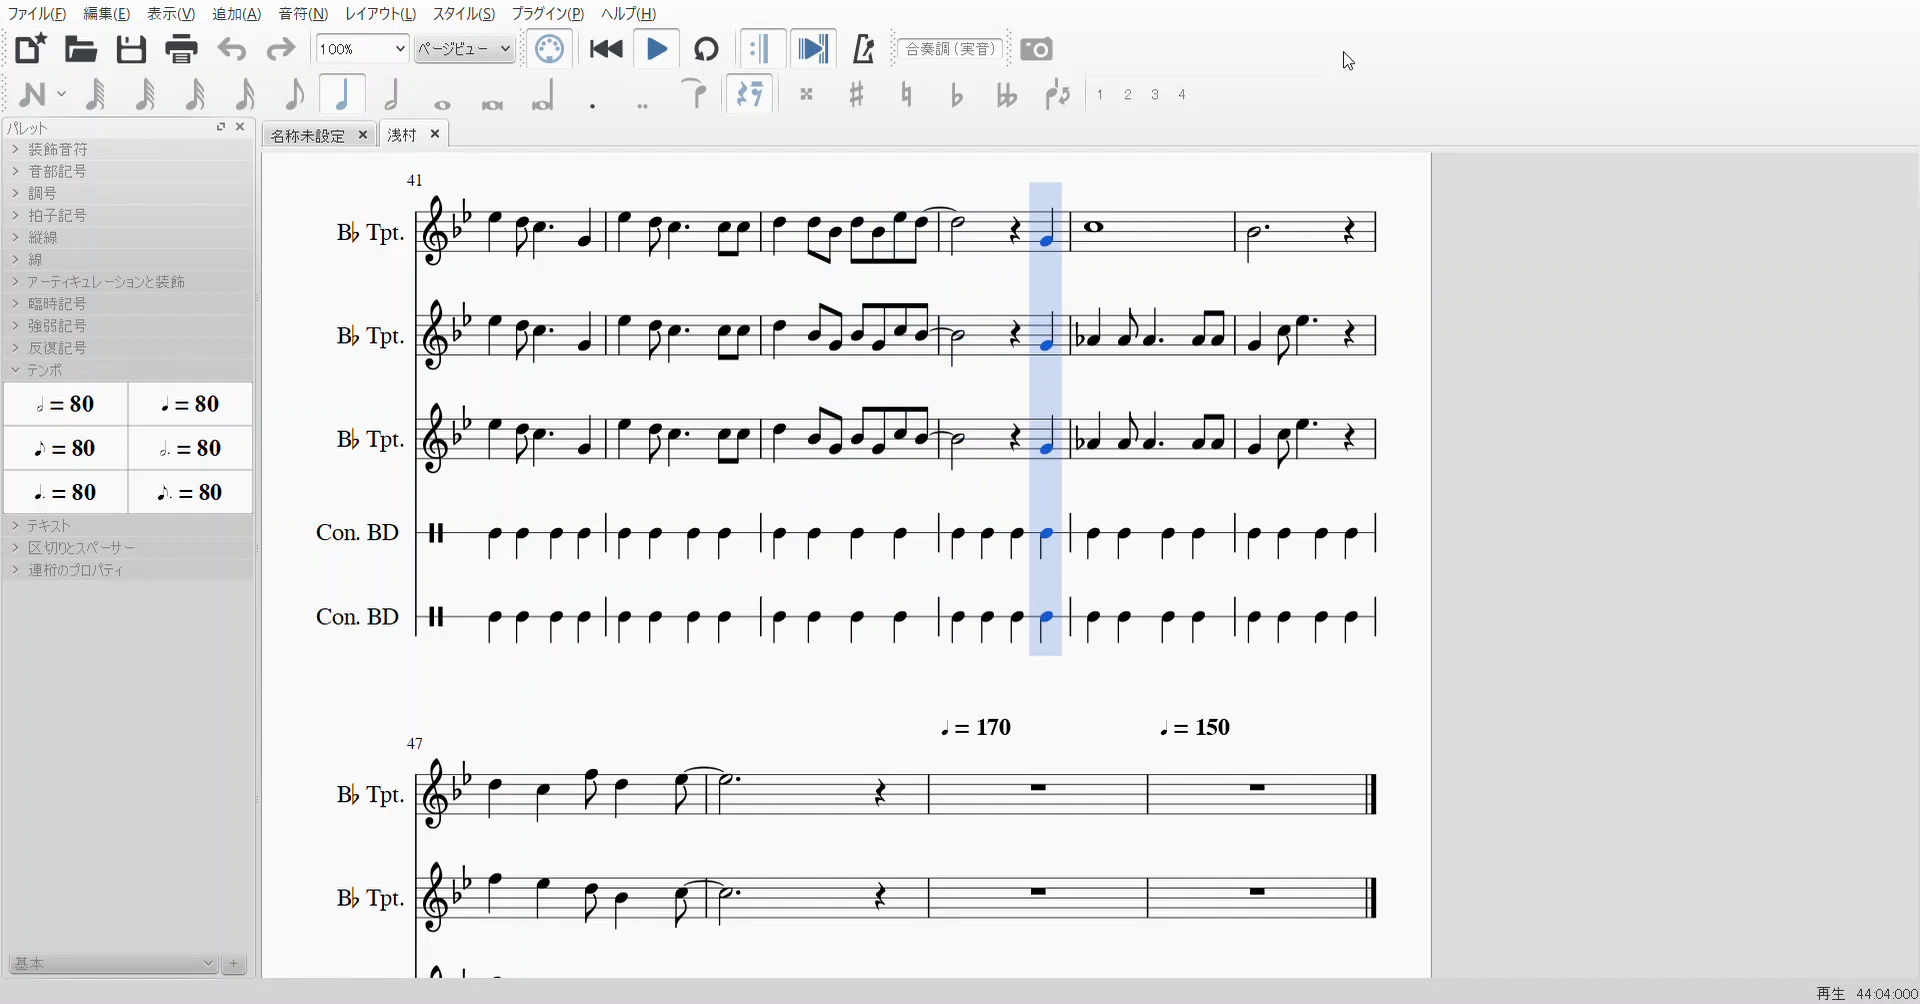 ファイル(F) 編集(E) 表示(V) 追加(A) 音符(N) レイアウト(L) スタイル(S) プラグイン(P) ヘルプ(H)
100% ページビュー 合奏調 (実音)
1 2 3 4
パレット
名称未設定 浅村
装飾音符
音部記号
調号
拍子記号
縦線
線
アーティキュレーションと装飾
臨時記号
強弱記号
反復記号
テンポ
𝅗𝅥 = 80 ♩ = 80
♪ = 80 𝅗𝅥. = 80
♩. = 80 ♪. = 80
テキスト
区切りとスペーサー
連桁のプロパティ
基本 +
41
B♭ Tpt.
B♭ Tpt.
B♭ Tpt.
Con. BD
Con. BD
♩ = 170 ♩ = 150
47
B♭ Tpt.
B♭ Tpt.
再生 44:04:000